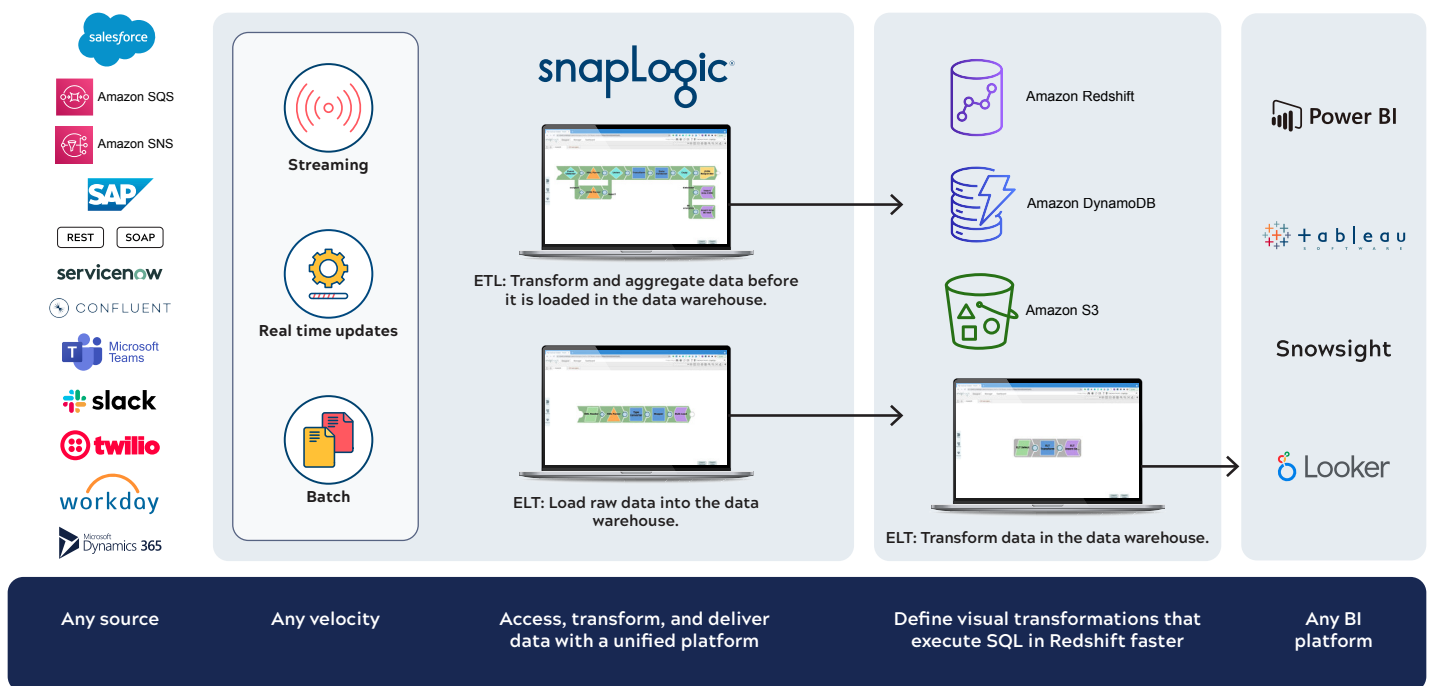 salesforce
Amazon SQS
Amazon SNS
SAP
REST
SOAP
servicenow
CONFLUENT
Microsoft
Teams
slack
twilio
workday
Microsoft
Dynamics 365
Streaming
Real time updates
Batch
snapLogic
ETL: Transform and aggregate data before
it is loaded in the data warehouse.
ELT: Load raw data into the data
warehouse.
Amazon Redshift
Amazon DynamoDB
Amazon S3
ELT: Transform data in the data warehouse.
Power BI
+ableau
SOFTWARE
Snowsight
Looker
Any source
Any velocity
Access, transform, and deliver
data with a unified platform
Define visual transformations that
execute SQL in Redshift faster
Any BI
platform